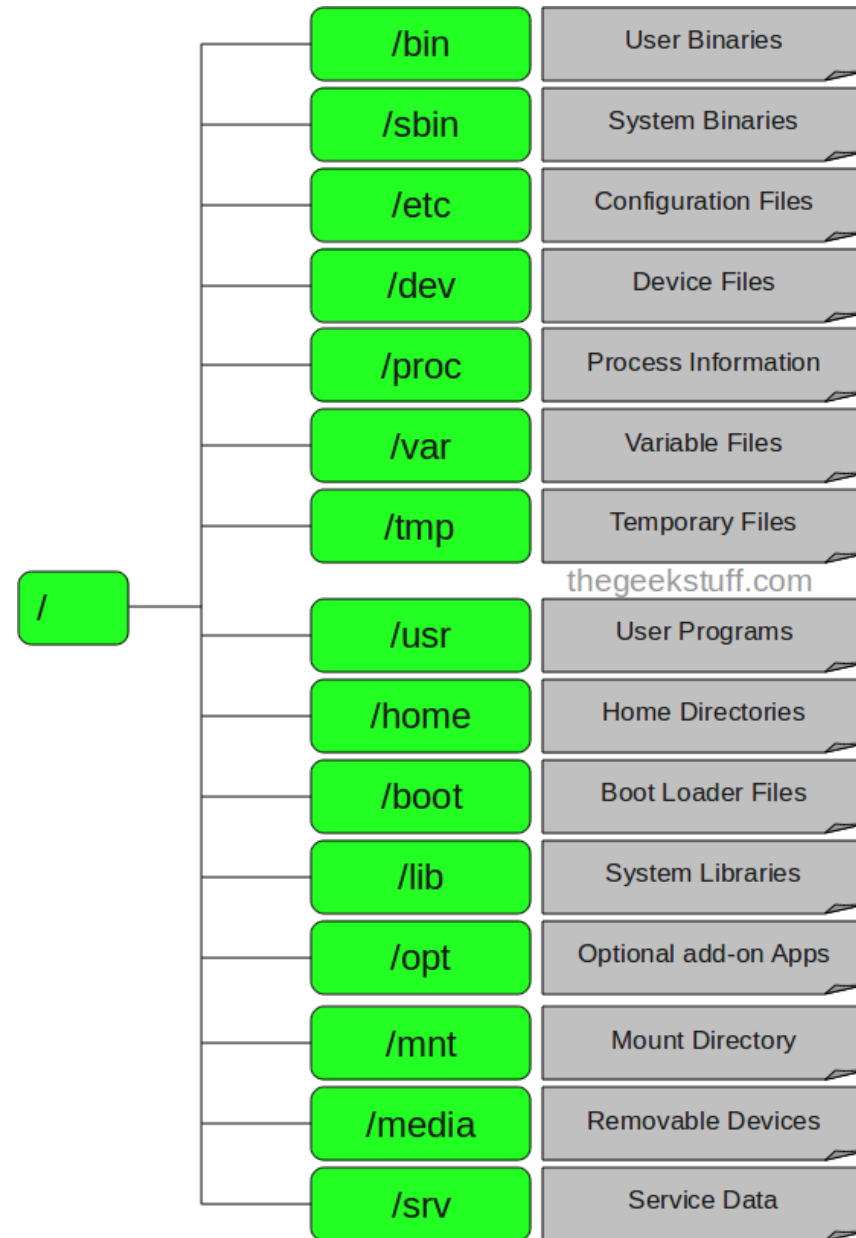 /bin User Binaries
/sbin System Binaries
/etc Configuration Files
/dev Device Files
/proc Process Information
/var Variable Files
/tmp Temporary Files
thegeekstuff.com
/
/usr User Programs
/home Home Directories
/boot Boot Loader Files
/lib System Libraries
/opt Optional add-on Apps
/mnt Mount Directory
/media Removable Devices
/srv Service Data